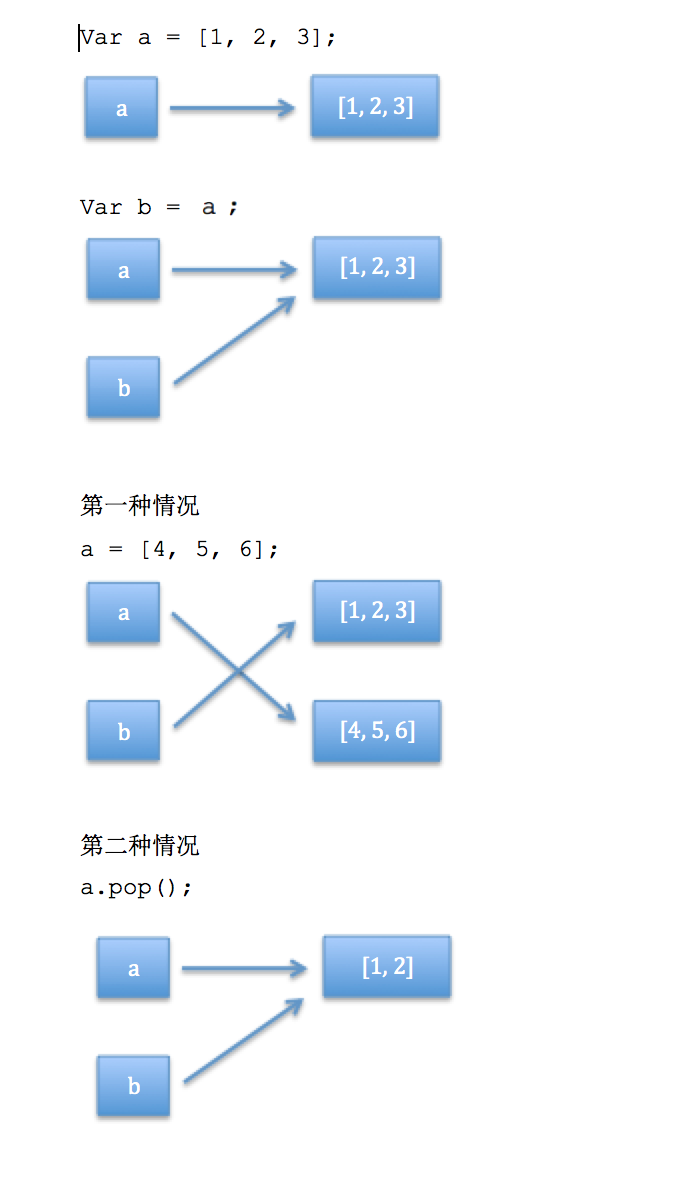 Var a = [1, 2, 3];
a [1, 2, 3]
Var b = a ;
a [1, 2, 3]
b
第一种情况
a = [4, 5, 6];
a [1, 2, 3]
b [4, 5, 6]
第二种情况
a.pop();
a [1, 2]
b